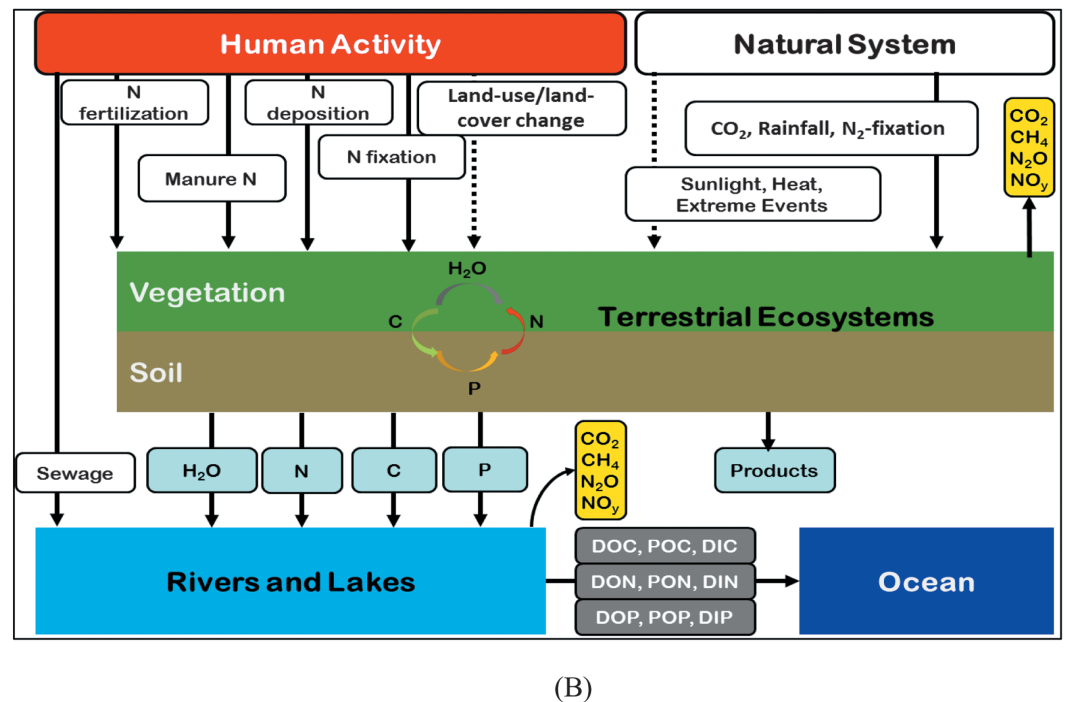 Human Activity
Natural System
N
fertilization
N
deposition
Land-use/land-
cover change
CO₂, Rainfall, N₂-fixation
CO₂
CH₄
N₂O
NOy
N fixation
Manure N
Sunlight, Heat,
Extreme Events
Vegetation
H₂O
C
N
Terrestrial Ecosystems
Soil
P
Sewage
H₂O
N
C
P
CO₂
CH₄
N₂O
NOy
Products
Rivers and Lakes
DOC, POC, DIC
DON, PON, DIN
DOP, POP, DIP
Ocean
(B)